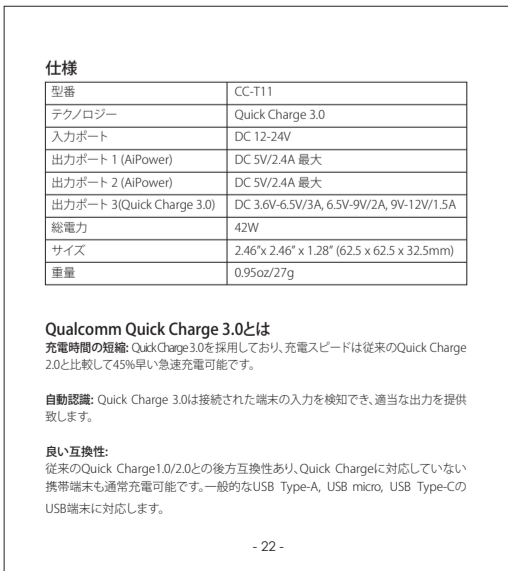 仕様
型番 CC-T11
テクノロジー Quick Charge 3.0
入力ポート DC 12-24V
出力ポート 1 (AiPower) DC 5V/2.4A 最大
出力ポート 2 (AiPower) DC 5V/2.4A 最大
出力ポート 3(Quick Charge 3.0) DC 3.6V-6.5V/3A, 6.5V-9V/2A, 9V-12V/1.5A
総電力 42W
サイズ 2.46”x 2.46” x 1.28” (62.5 x 62.5 x 32.5mm)
重量 0.95oz/27g
Qualcomm Quick Charge 3.0とは
充電時間の短縮: Quick Charge 3.0を採用しており、充電スピードは従来のQuick Charge
2.0と比較して45%早い急速充電可能です。
自動認識: Quick Charge 3.0は接続された端末の入力を検知でき、適当な出力を提供
致します。
良い互換性:
従来のQuick Charge1.0/2.0との後方互換性あり、Quick Chargeに対応していない
携帯端末も通常充電可能です。一般的なUSB Type-A, USB micro, USB Type-Cの
USB端末に対応します。
- 22 -